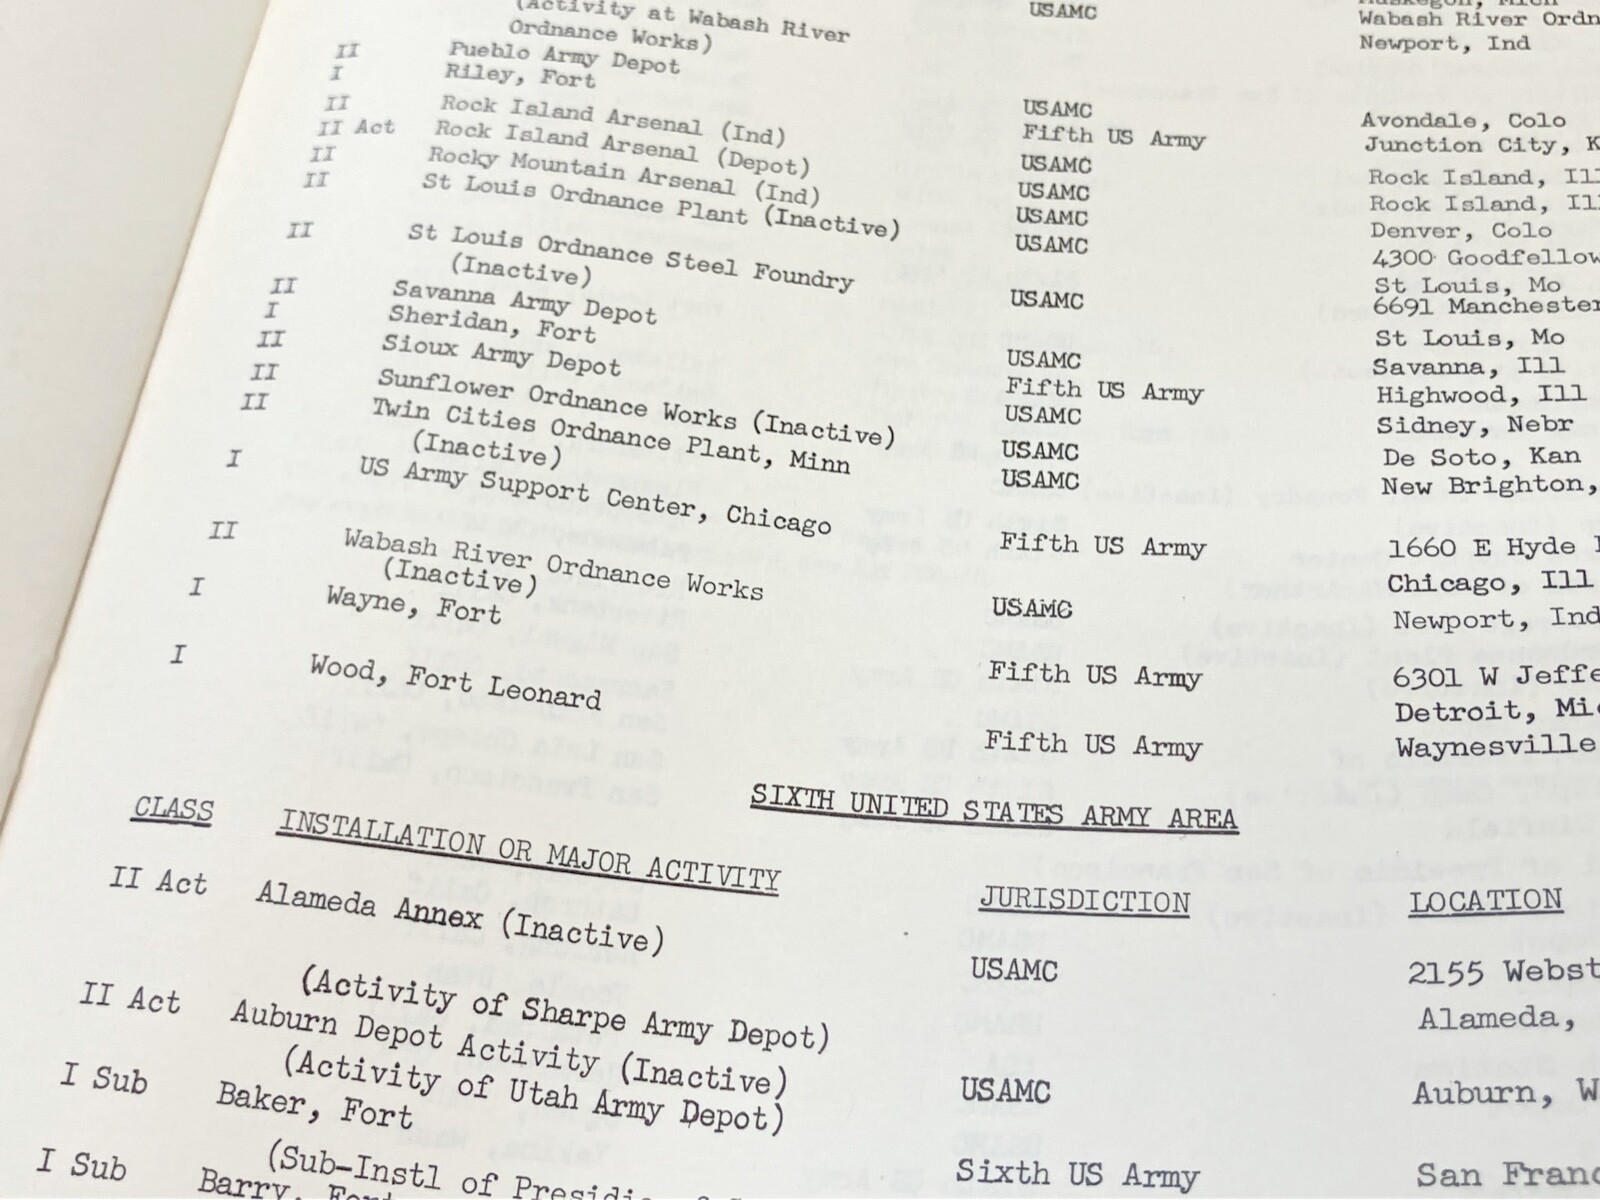 (Activity at Wabash River USAMC
Ordnance Works) Wabash River
Newport, Ind
II Pueblo Army Depot USAMC Avondale, Colo
I Riley, Fort Fifth US Army Junction City,
II Rock Island Arsenal (Ind) USAMC Rock Island,
II Act Rock Island Arsenal (Depot) USAMC Rock Island,
II Rocky Mountain Arsenal (Ind) USAMC Denver, Colo
II St Louis Ordnance Plant (Inactive) USAMC 4300 Goodfellow
St Louis, Mo
II St Louis Ordnance Steel Foundry USAMC 6691 Manchester
(Inactive) St Louis, Mo
II Savanna Army Depot USAMC Savanna, Ill
I Sheridan, Fort Fifth US Army Highwood, Ill
II Sioux Army Depot USAMC Sidney, Nebr
II Sunflower Ordnance Works (Inactive) USAMC De Soto, Kan
II Twin Cities Ordnance Plant, Minn USAMC New Brighton,
(Inactive)
I US Army Support Center, Chicago Fifth US Army 1660 E Hyde
Chicago, Ill
II Wabash River Ordnance Works USAMC Newport, Ind
(Inactive)
I Wayne, Fort Fifth US Army 6301 W
Detroit,
I Wood, Fort Leonard Fifth US Army Waynesville
SIXTH UNITED STATES ARMY AREA
CLASS INSTALLATION OR MAJOR ACTIVITY JURISDICTION LOCATION
II Act Alameda Annex (Inactive) USAMC 2155
(Activity of Sharpe Army Depot) Alameda,
II Act Auburn Depot Activity (Inactive) USAMC Auburn,
(Activity of Utah Army Depot)
I Sub Baker, Fort Sixth US Army San
(Sub-Instl of
I Sub Barry,